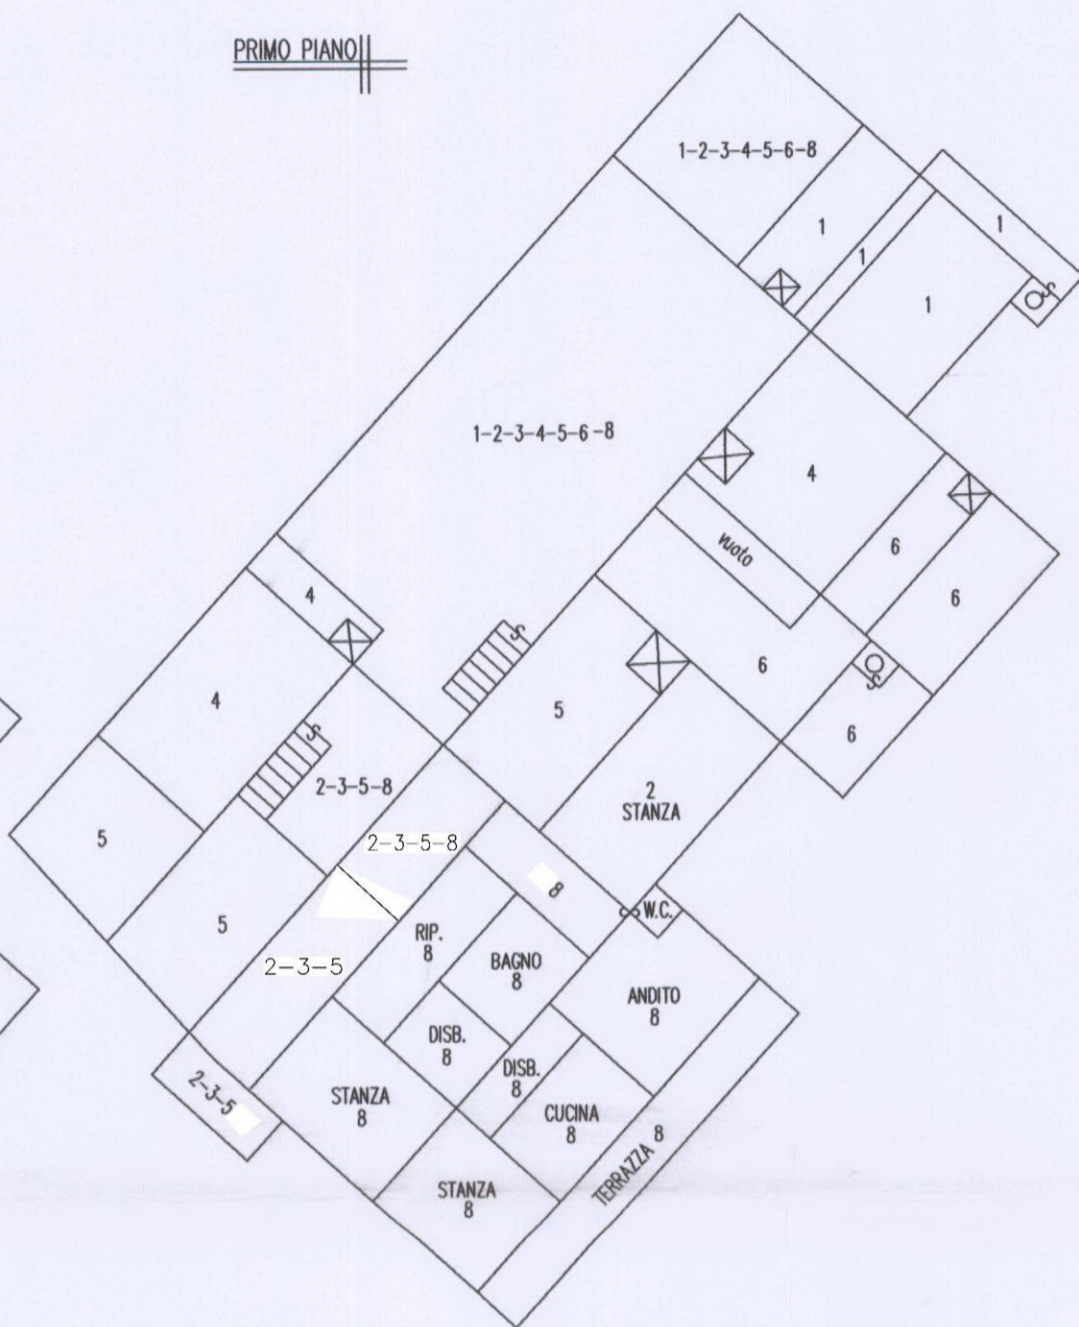 PRIMO PIANO
1-2-3-4-5-6-8
1
1
1
1
1-2-3-4-5-6-8
4
6
vuoto
6
4
6
4
5
6
2-3-5-8
2
STANZA
5
2-3-5-8
8
W.C.
5
RIP.
8
BAGNO
8
2-3-5
ANDITO
8
DISB.
8
DISB.
8
2-3-5
STANZA
8
CUCINA
8
TERRAZZA 8
STANZA
8